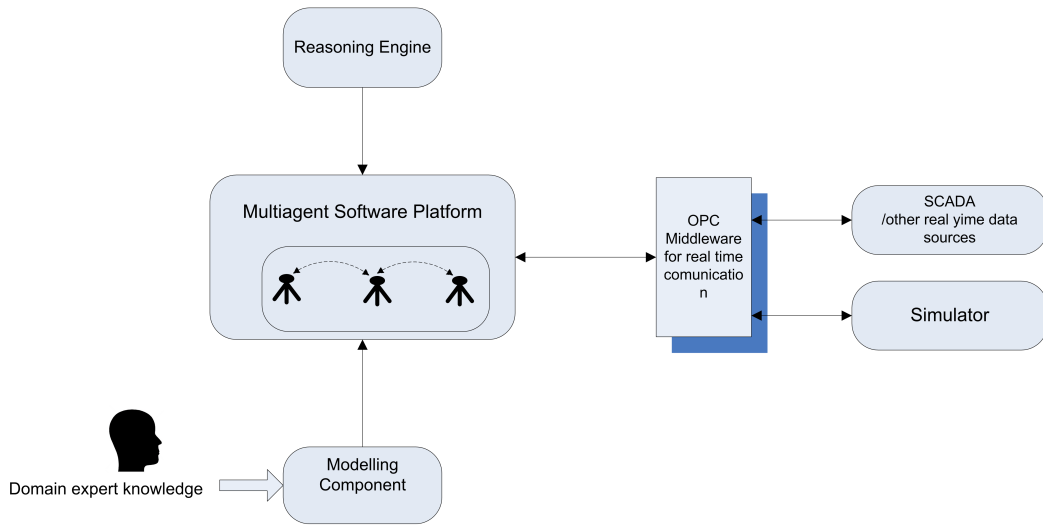 Reasoning Engine
Multiagent Software Platform
OPC
Middleware
for real time
comunicatio
n
SCADA
/other real yime data
sources
Simulator
Modelling
Component
Domain expert knowledge